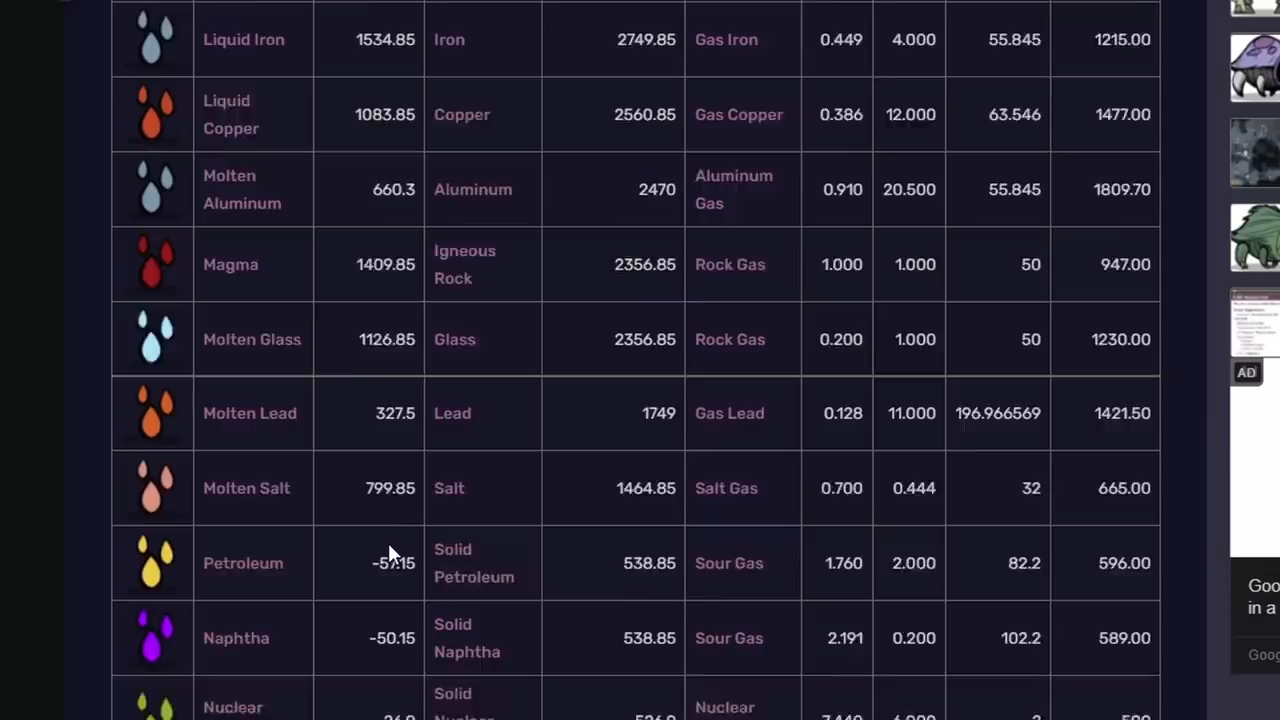 Liquid Iron 1534.85 Iron 2749.85 Gas Iron 0.449 4.000 55.845 1215.00
Liquid
Copper 1083.85 Copper 2560.85 Gas Copper 0.386 12.000 63.546 1477.00
Molten
Aluminum 660.3 Aluminum 2470 Aluminum
Gas 0.910 20.500 55.845 1809.70
Magma 1409.85 Igneous
Rock 2356.85 Rock Gas 1.000 1.000 50 947.00
Molten Glass 1126.85 Glass 2356.85 Rock Gas 0.200 1.000 50 1230.00
Molten Lead 327.5 Lead 1749 Gas Lead 0.128 11.000 196.966569 1421.50
Molten Salt 799.85 Salt 1464.85 Salt Gas 0.700 0.444 32 665.00
Petroleum Solid
Petroleum 538.85 Sour Gas 1.760 2.000 82.2 596.00
Naphtha -50.15 Solid
Naphtha 538.85 Sour Gas 2.191 0.200 102.2 589.00
Nuclear Solid
Nuclear
AD
Goo
in a
Goog